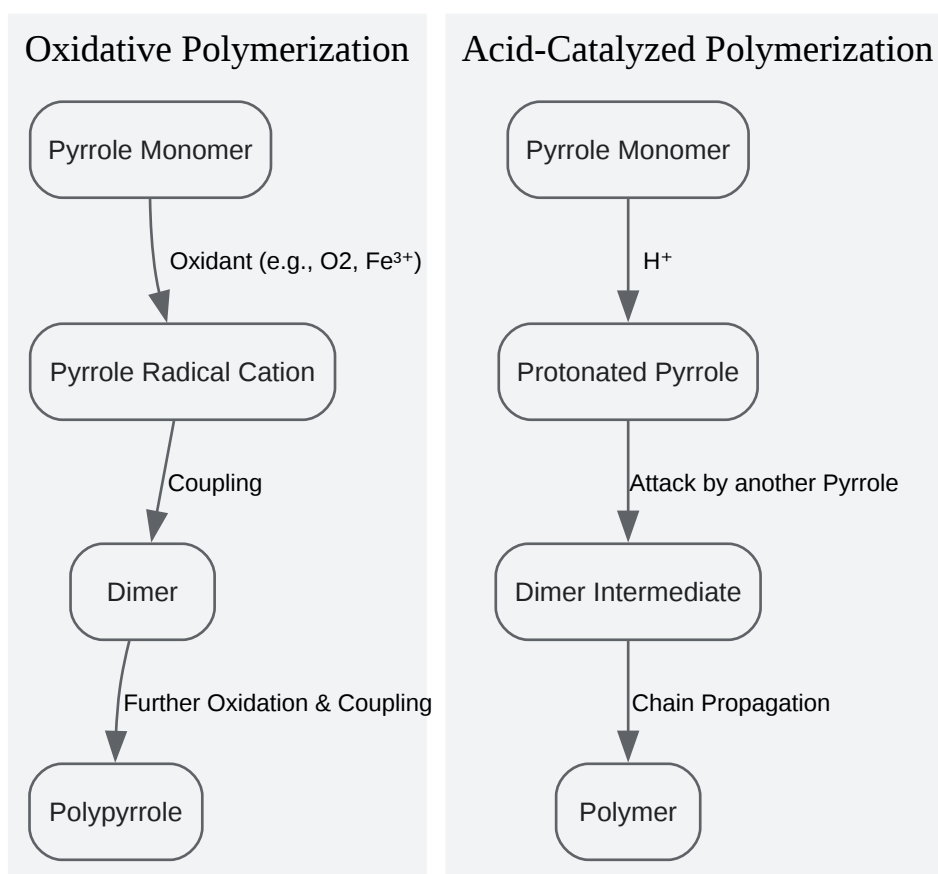 Oxidative Polymerization
Pyrrole Monomer
Oxidant (e.g., O2, Fe³⁺)
Pyrrole Radical Cation
Coupling
Dimer
Further Oxidation & Coupling
Polypyrrole
Acid-Catalyzed Polymerization
Pyrrole Monomer
H⁺
Protonated Pyrrole
Attack by another Pyrrole
Dimer Intermediate
Chain Propagation
Polymer